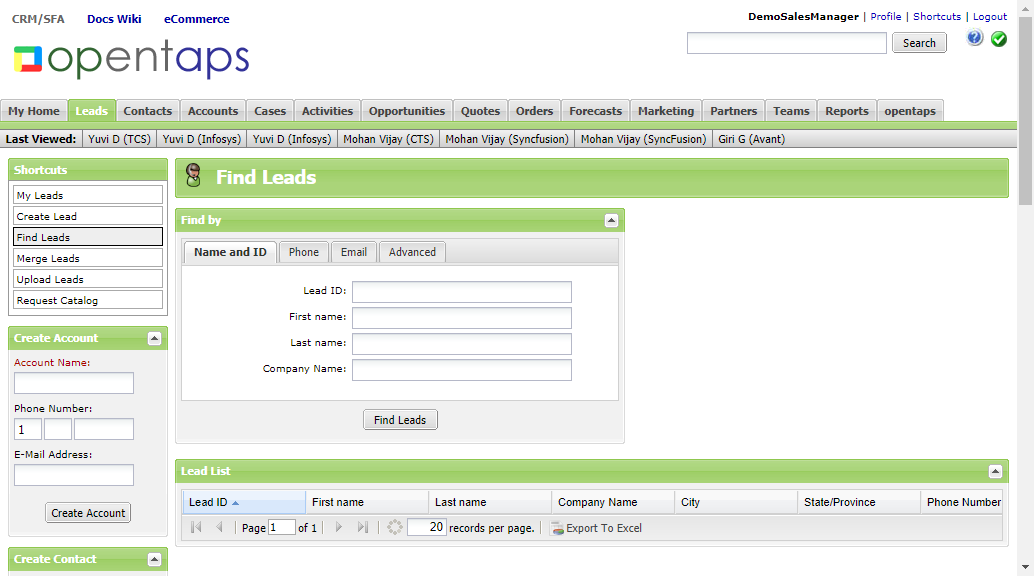 CRM/SFA Docs Wiki eCommerce
DemoSalesManager | Profile | Shortcuts | Logout
opentaps
Search
My Home Leads Contacts Accounts Cases Activities Opportunities Quotes Orders Forecasts Marketing Partners Teams Reports opentaps
Last Viewed: Yuvi D (TCS) Yuvi D (Infosys) Yuvi D (Infosys) Mohan Vijay (CTS) Mohan Vijay (Syncfusion) Mohan Vijay (SyncFusion) Giri G (Avant)
Shortcuts
My Leads
Create Lead
Find Leads
Merge Leads
Upload Leads
Request Catalog
Create Account
Account Name:
Phone Number:
1
E-Mail Address:
Create Account
Create Contact
Find Leads
Find by
Name and ID Phone Email Advanced
Lead ID:
First name:
Last name:
Company Name:
Find Leads
Lead List
Lead ID First name Last name Company Name City State/Province Phone Number
Page 1 of 1 20 records per page. Export To Excel